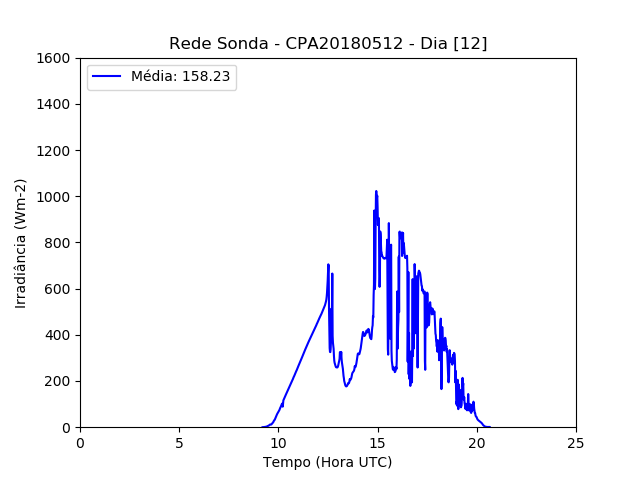 Rede Sonda - CPA20180512 - Dia [12]
Média: 158.23
Irradiância (Wm-2)
1600
1400
1200
1000
800
600
400
200
0
0 5 10 15 20 25
Tempo (Hora UTC)